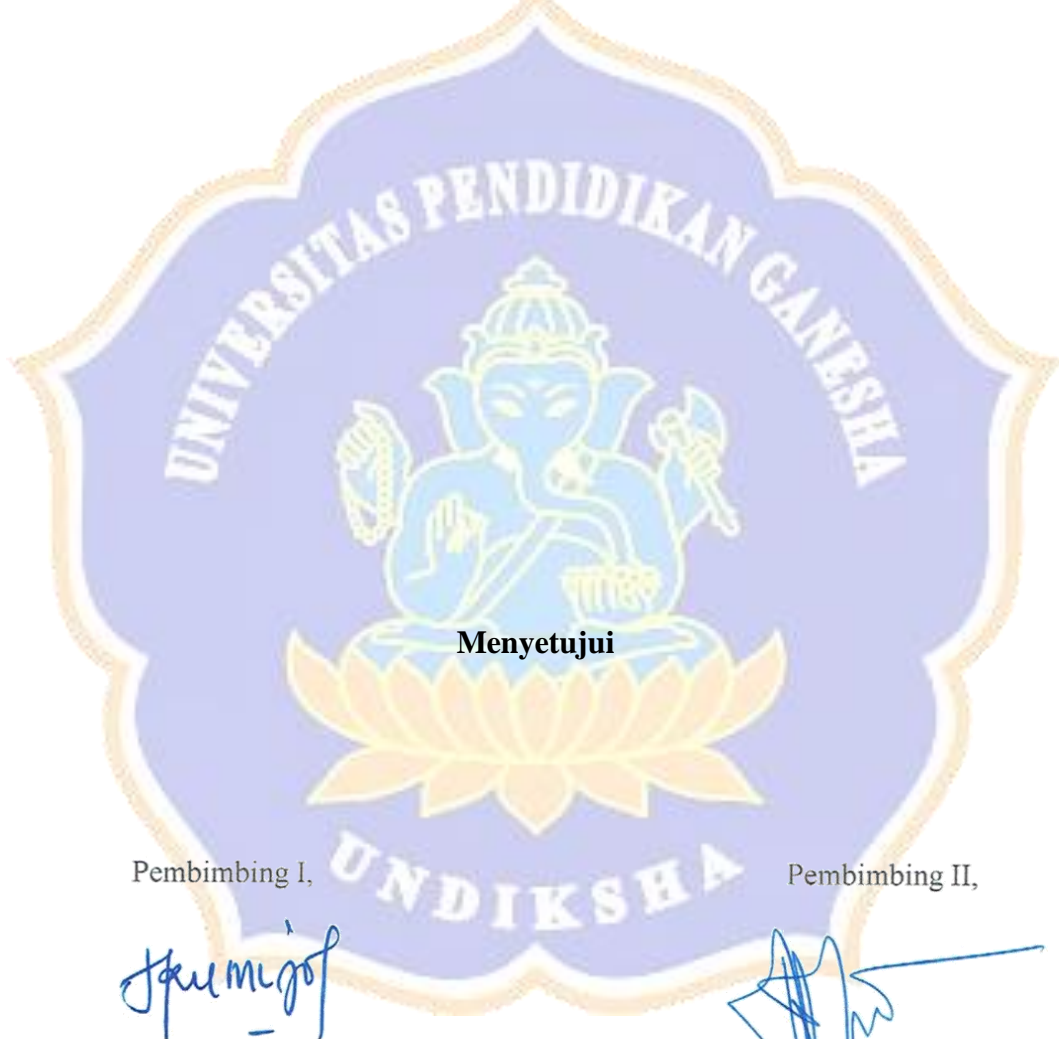 UNIVERSITAS PENDIDIKAN GANESHA
Menyetujui
UNDIKSHA
Pembimbing I,
Pembimbing II,